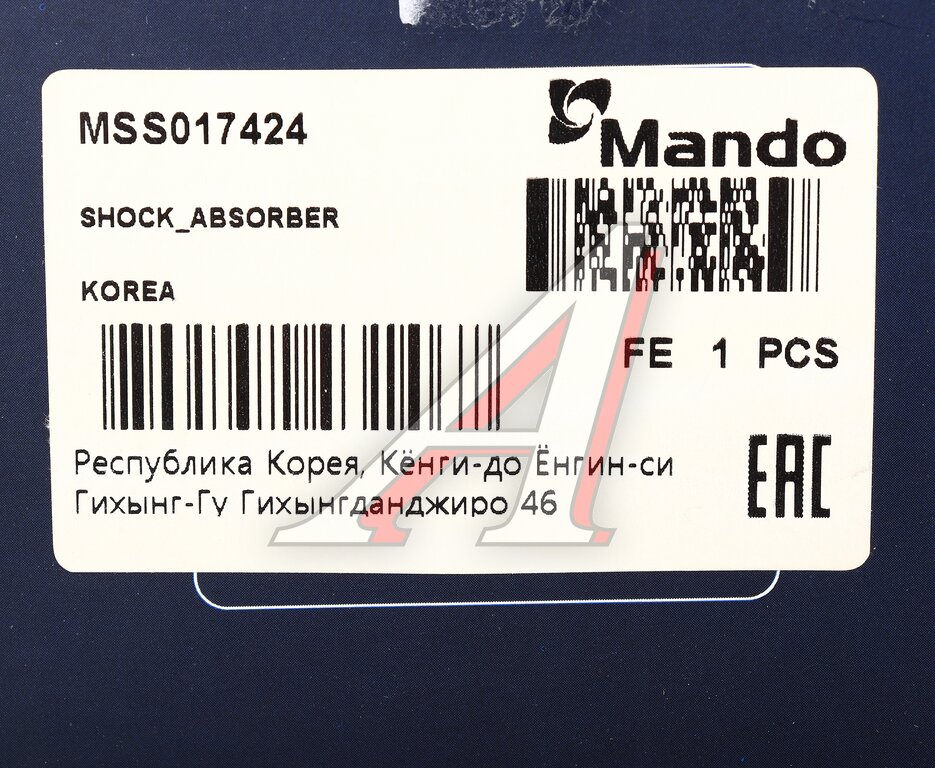 MSS017424
Mando
SHOCK_ABSORBER
KOREA
FE 1 PCS
Республика Корея, Кёнги-до Ёнгин-си
Гихынг-Гу Гихынгданджиро 46
EAC